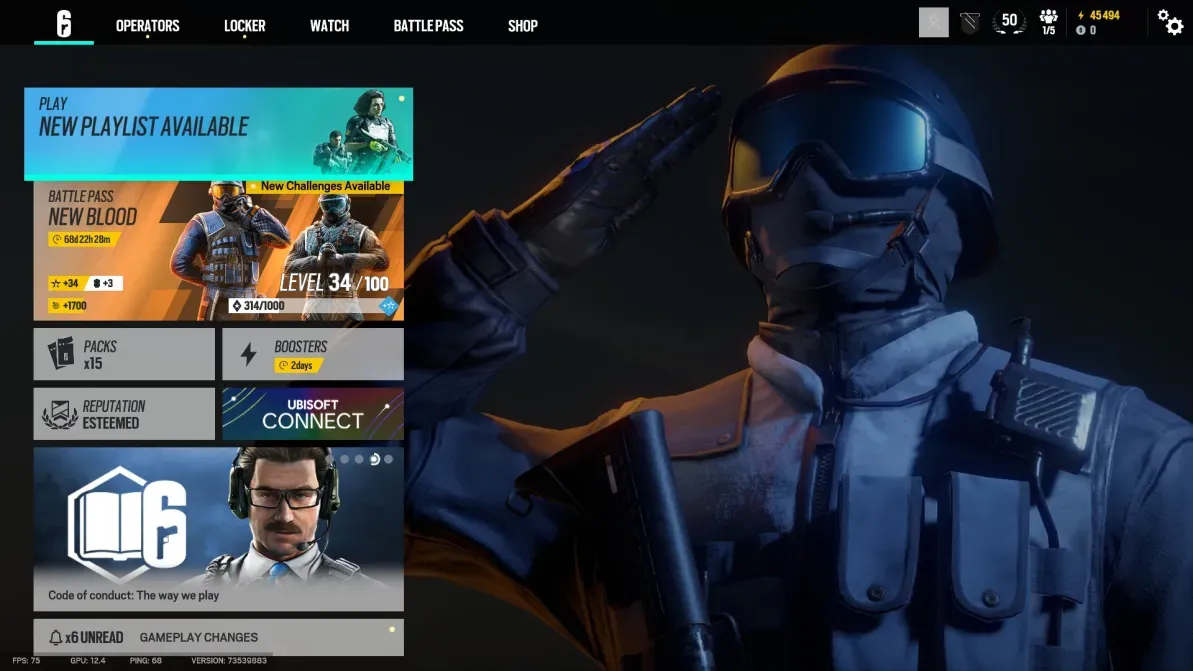 6
OPERATORS
LOCKER
WATCH
BATTLE PASS
SHOP
50
1/5
45494
0
PLAY
NEW PLAYLIST AVAILABLE
New Challenges Available
BATTLE PASS
NEW BLOOD
68d22h28m
+34
+3
+1700
LEVEL 34/100
314/1000
PACKS
x15
BOOSTERS
2days
REPUTATION
ESTEEMED
UBISOFT
CONNECT
6
Code of conduct: The way we play
x6 UNREAD
GAMEPLAY CHANGES
FPS: 75
GPU: 12.4
PING: 68
VERSION: 73539883